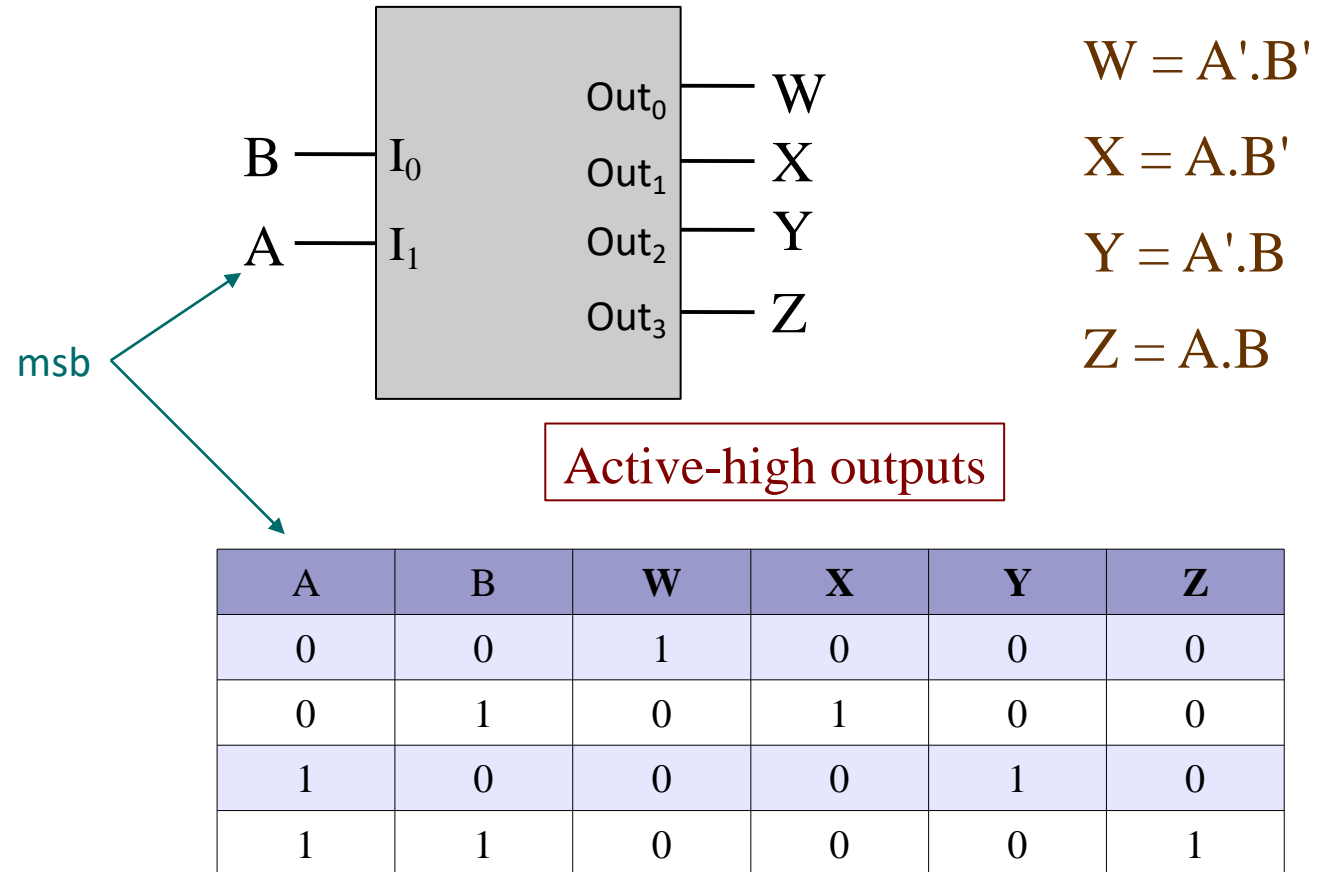 Out₀ W
W = A'.B'
B I₀
Out₁ X
X = A.B'
A I₁
Out₂ Y
Y = A'.B
Out₃ Z
Z = A.B
msb
Active-high outputs
A B W X Y Z
0 0 1 0 0 0
0 1 0 1 0 0
1 0 0 0 1 0
1 1 0 0 0 1